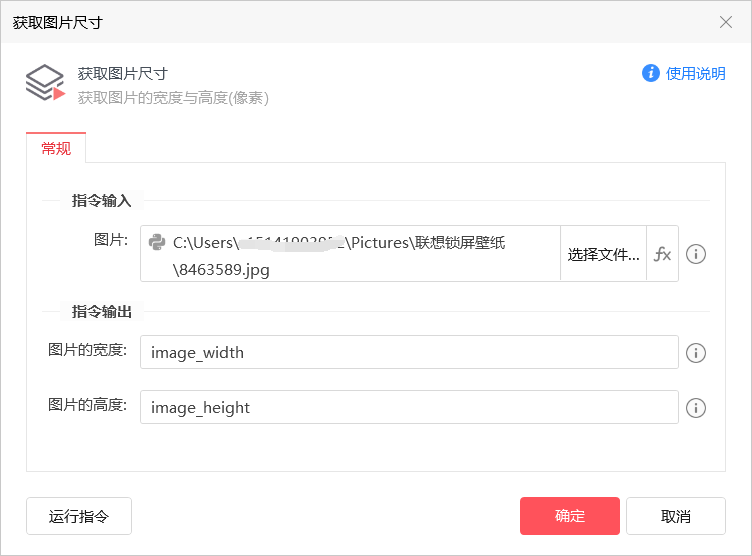 获取图片尺寸
获取图片尺寸
使用说明
获取图片的宽度与高度(像素)
常规
指令输入
图片:
C:\Users\ \Pictures\联想锁屏壁纸
\8463589.jpg
选择文件...
fx
指令输出
图片的宽度:
image_width
图片的高度:
image_height
运行指令
确定
取消